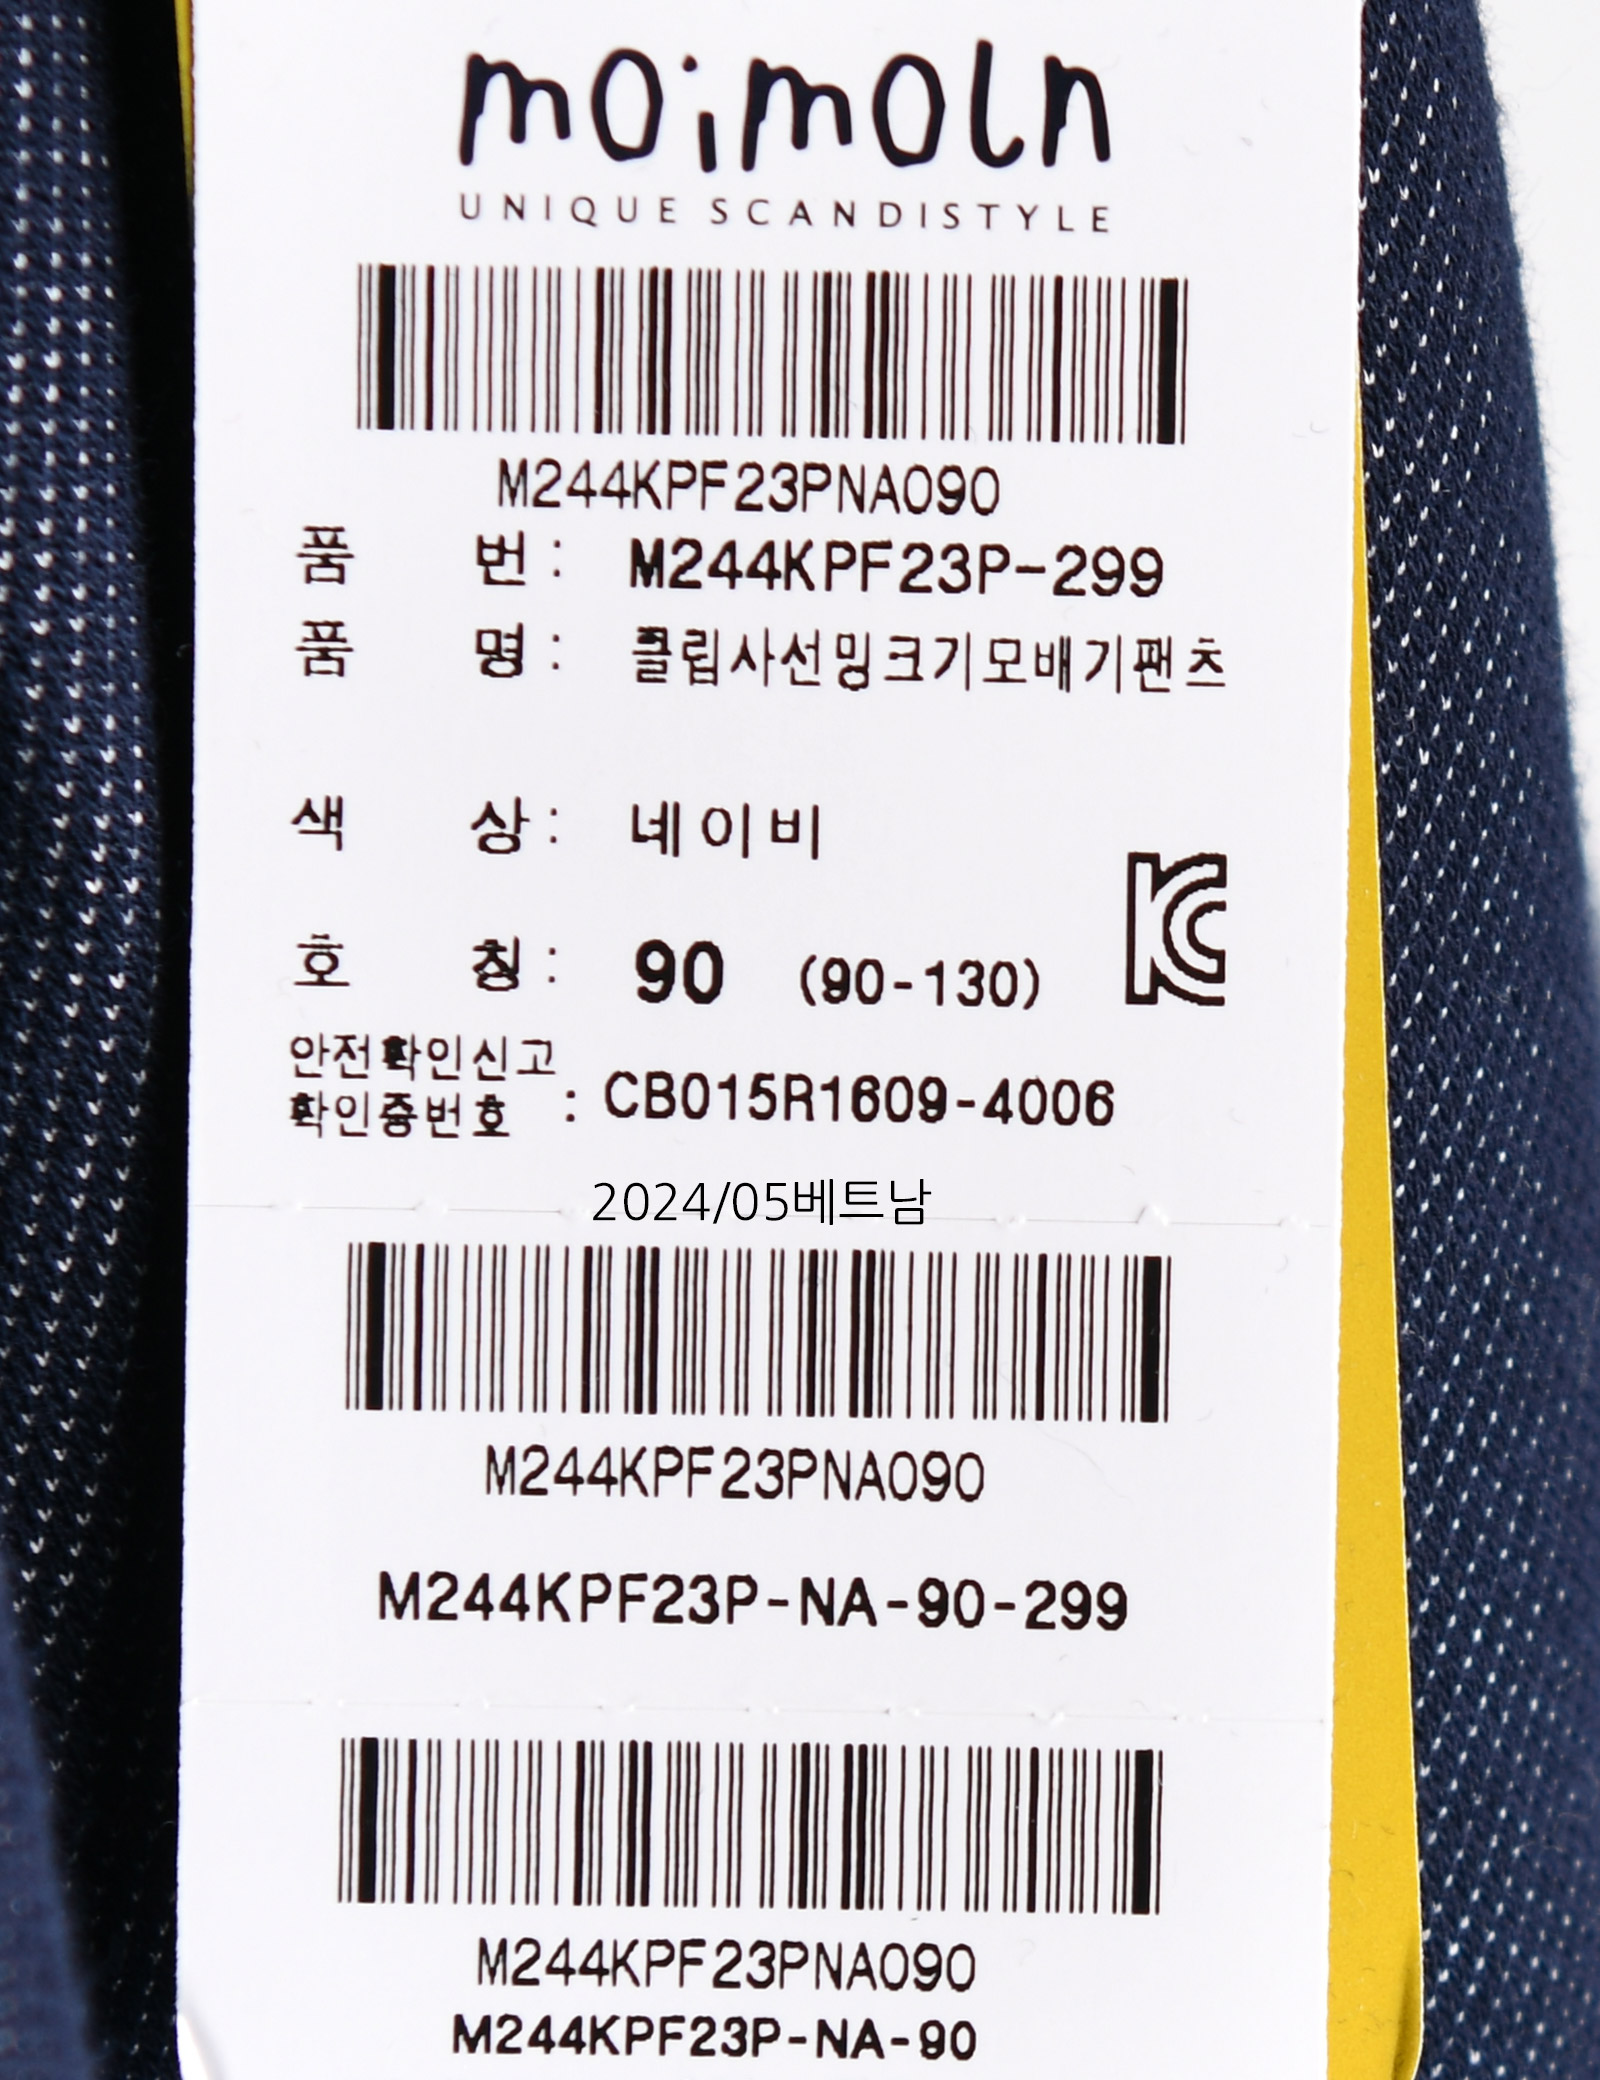 moimoln
UNIQUE SCANDISTYLE
M244KPF23PNA090
품 번 : M244KPF23P-299
품 명 : 클립사선밍크기모배기팬츠
색 상 : 네이비
호 칭 : 90 (90-130)
KC
안전확인신고
확인증번호 : CB015R1609-4006
2024/05베트남
M244KPF23PNA090
M244KPF23P-NA-90-299
M244KPF23PNA090
M244KPF23P-NA-90